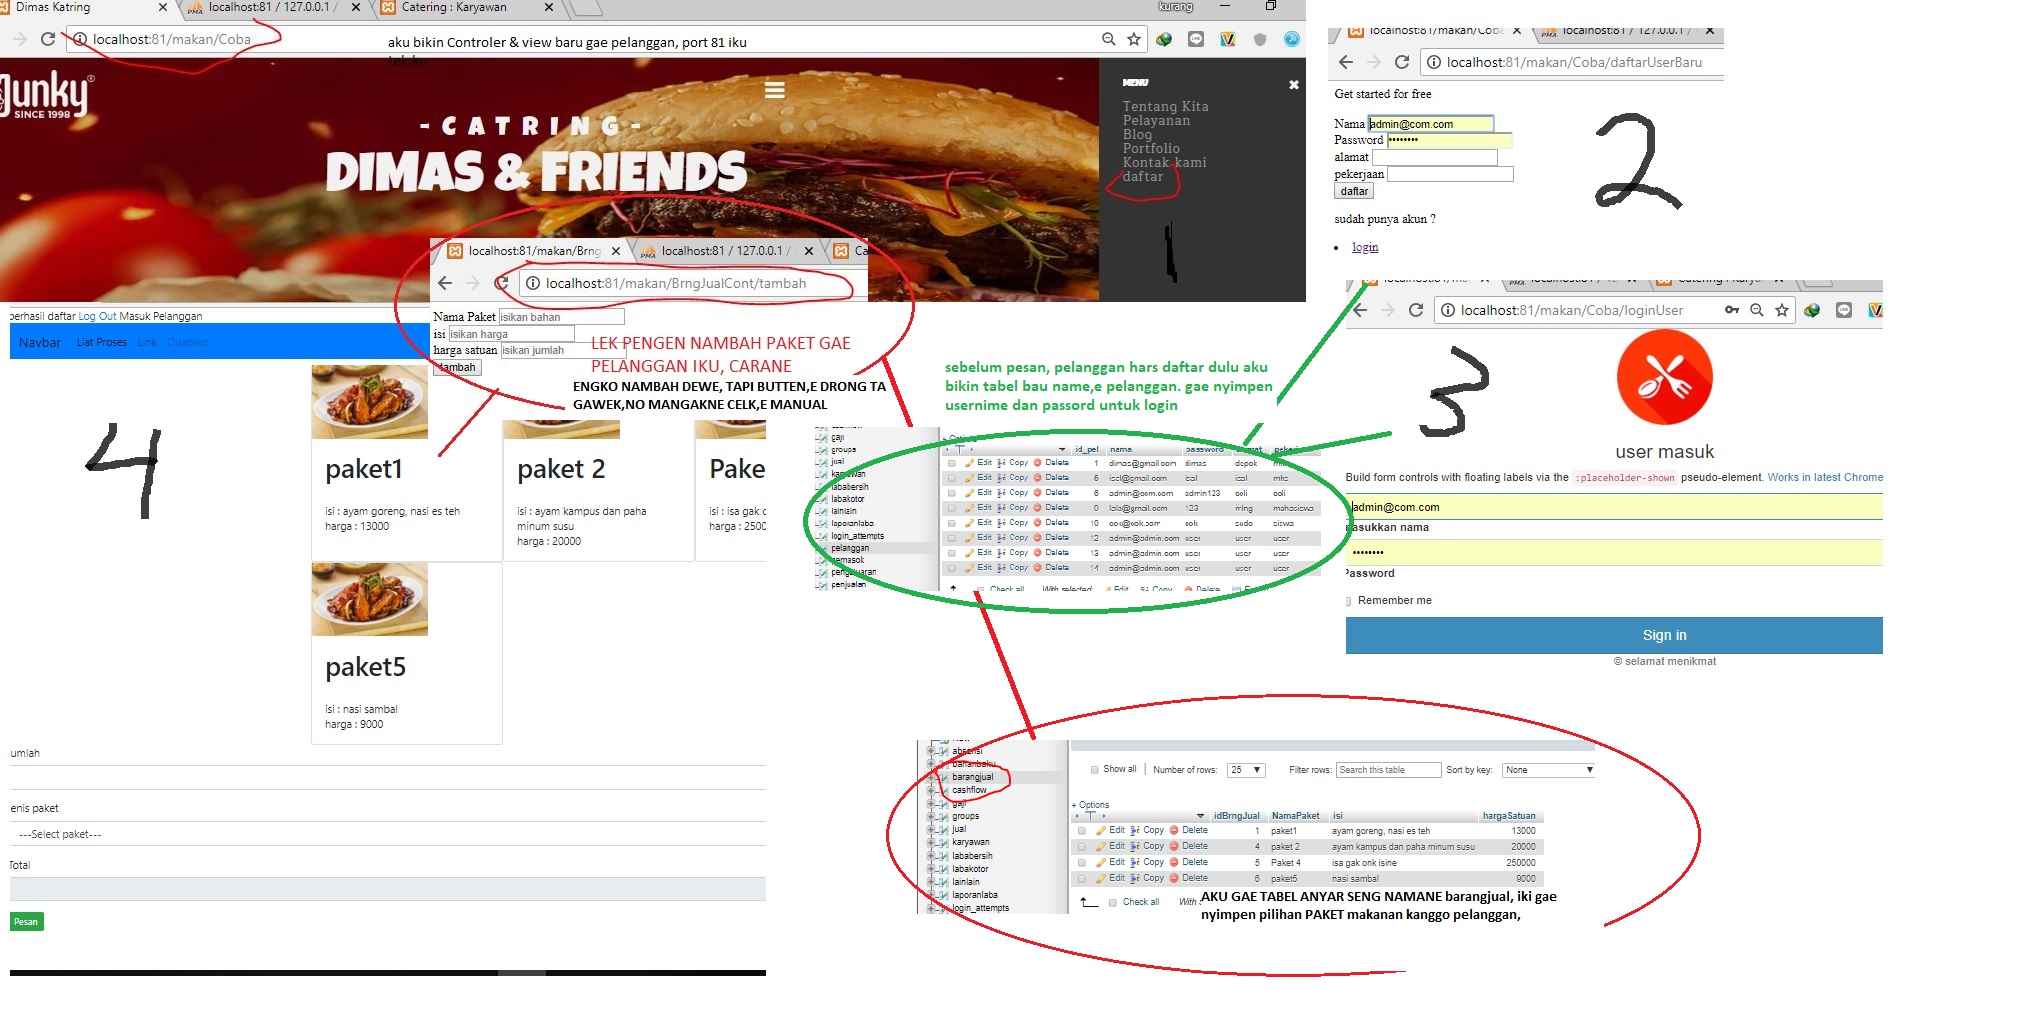 Dimas Katring
localhost:81 / 127.0.0.1 /
Catering : Karyawan
kurang
localhost:81/makan/Coba
aku bikin Controler & view baru gae pelanggan, port 81 iku
unky
SINCE 1998
-CATRING-
DIMAS & FRIENDS
MENU
Tentang Kita
Pelayanan
Blog
Portfolio
Kontak kami
daftar
1
localhost:81/makan/Coba
localhost:81 / 127.0.0.1 /
localhost:81/makan/Coba/daftarUserBaru
Get started for free
Nama admin@com.com
Password ••••••••
alamat
pekerjaan
daftar
sudah punya akun ?
login
2
localhost:81/makan/Brng
localhost:81 / 127.0.0.1 /
Ca
localhost:81/makan/BrngJualCont/tambah
Nama Paket isikan bahan
isi isikan harga
harga satuan isikan jumlah
tambah
LEK PENGEN NAMBAH PAKET GAE
PELANGGAN IKU, CARANE
ENGKO NAMBAH DEWE, TAPI BUTTEN,E DRONG TA
GAWEK,NO MANGAKNE CELK,E MANUAL
berhasil daftar Log Out Masuk Pelanggan
Navbar Liat Proses Link Disabled
4
paket1
isi : ayam goreng, nasi es teh
harga : 13000
paket 2
isi : ayam kampus dan paha
minum susu
harga : 20000
Pake
isi : isa gak o
harga : 2500
paket5
isi : nasi sambal
harga : 9000
umlah
enis paket
---Select paket---
Total
Pesan
sebelum pesan, pelanggan hars daftar dulu aku
bikin tabel bau name,e pelanggan. gae nyimpen
usernime dan passord untuk login
localhost:81/makan/Coba/loginUser
3
user masuk
Build form controls with floating labels via the :placeholder-shown pseudo-element. Works in latest Chrome
admin@com.com
asukkan nama
••••••••
Password
Remember me
Sign in
© selamat menikmat
gaji
groups
jual
karyawan
lababersih
labakotor
lainlain
laporanlaba
login_attempts
pelanggan
pemasok
pengeluaran
penjualan
+ Options
id_pel nama password alamat pekerja
Edit Copy Delete 1 dimas@gmail.com dimas depok mhs
Edit Copy Delete 5 ical@gmail.com ical ical mhs
Edit Copy Delete 6 admin@com.com admin123 coli coli
Edit Copy Delete lala@gmail.com 123 mlng mahasiswa
Edit Copy Delete 10 cok@cok.com cok sudo siswa
Edit Copy Delete 12 admin@admin.com user user user
Edit Copy Delete 13 admin@admin.com user user user
Edit Copy Delete 14 admin@admin.com user user user
Check all With selected: Edit Copy Delete
absensi
bahanbaku
barangjual
cashflow
gaji
groups
jual
karyawan
lababersih
labakotor
lainlain
laporanlaba
login_attempts
Show all Number of rows: 25 Filter rows: Search this table Sort by key: None
+ Options
idBrngJual NamaPaket isi hargaSatuan
Edit Copy Delete 1 paket1 ayam goreng, nasi es teh 13000
Edit Copy Delete 4 paket 2 ayam kampus dan paha minum susu 20000
Edit Copy Delete 5 Paket 4 isa gak onk isine 250000
Edit Copy Delete 6 paket5 nasi sambal 9000
Check all With
AKU GAE TABEL ANYAR SENG NAMANE barangjual, iki gae
nyimpen pilihan PAKET makanan kanggo pelanggan,